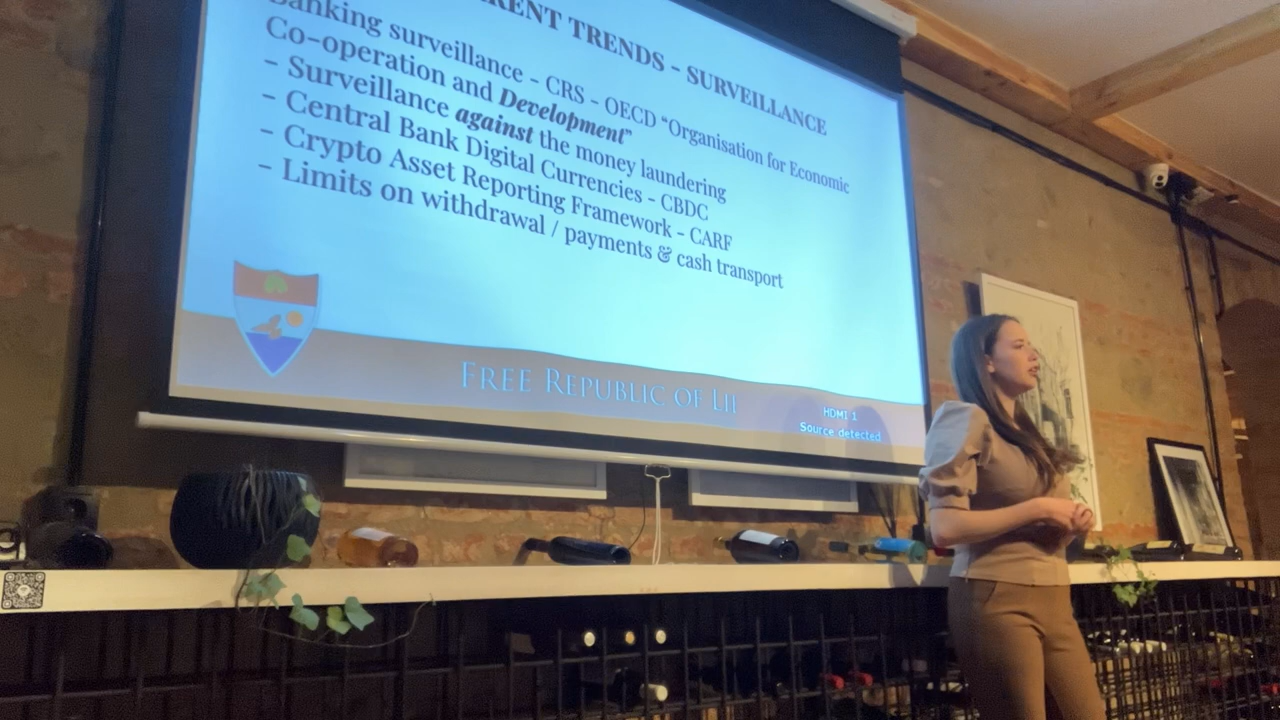 RENT TRENDS - SURVEILLANCE
Banking surveillance - CRS - OECD “Organisation for Economic
Co-operation and Development”
- Surveillance against the money laundering
- Central Bank Digital Currencies - CBDC
- Crypto Asset Reporting Framework - CARF
- Limits on withdrawal / payments & cash transport
FREE REPUBLIC OF LI
HDMI 1
Source detected